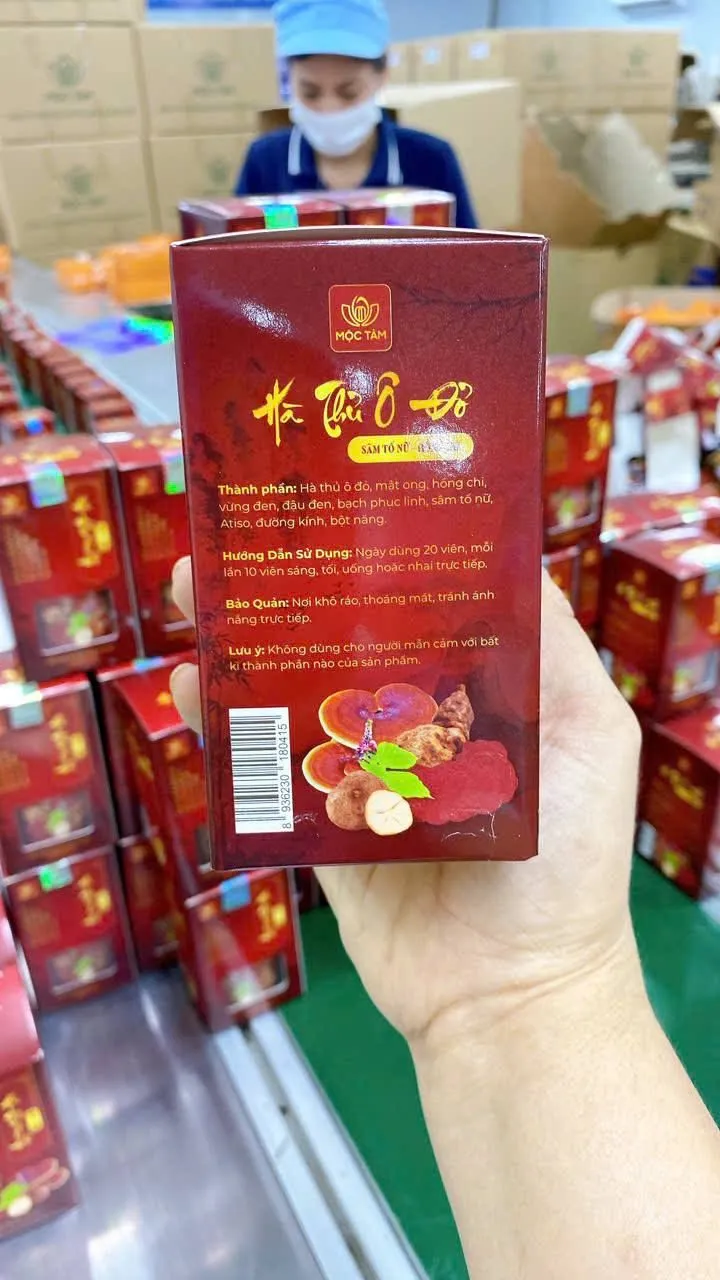 MỘC TÂM
MỘC TÂM
Hà Thủ Ô Đỏ
SÂM TỐ NỮ
Thành phần: Hà thủ ô đỏ, mật ong, hồng chi,
vừng đen, đậu đen, bạch phuc linh, sâm tố nữ,
Atiso, đường kính, bột năng.
Hướng Dẫn Sử Dụng: Ngày dùng 20 viên, mỗi
lần 10 viên sáng, tối, uống hoặc nhai trực tiếp.
Bảo Quản: Nơi khô ráo, thoáng mát, tránh ánh
nắng trực tiếp.
Lưu ý: Không dùng cho người mẫn cảm với bất
kì thành phần nào của sản phẩm.
8 936230 180415